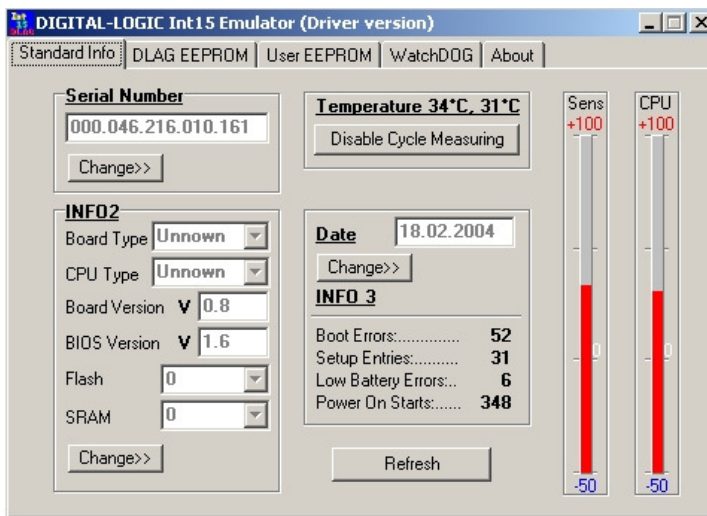 Int 15 DLAG DIGITAL-LOGIC Int15 Emulator (Driver version)
Standard Info DLAG EEPROM User EEPROM WatchDOG About
Serial Number
000.046.216.010.161
Change>>
Temperature 34°C, 31°C
Disable Cycle Measuring
INFO2
Board Type Unnown
CPU Type Unnown
Board Version V 0.8
BIOS Version V 1.6
Flash 0
SRAM 0
Change>>
Date 18.02.2004
Change>>
INFO 3
Boot Errors:............. 52
Setup Entries:.......... 31
Low Battery Errors:.. 6
Power On Starts:...... 348
Refresh
Sens CPU
+100 +100
0 0
-50 -50